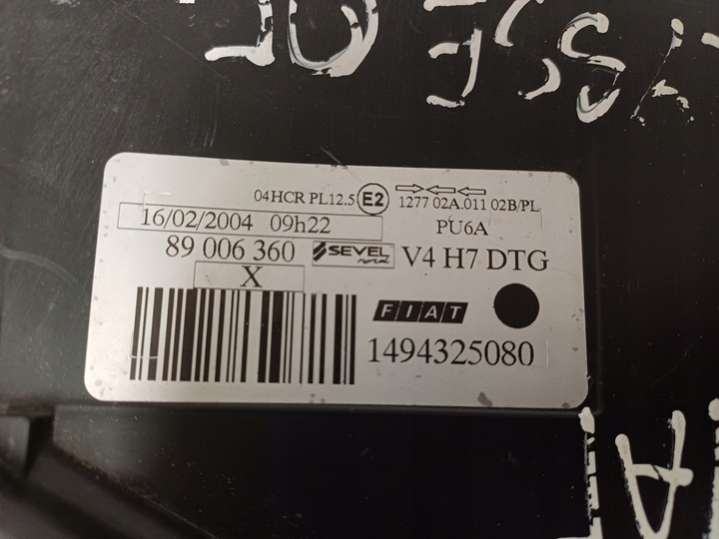 04HCR PL12.5 E2 1277 02A.011 02B/PL
16/02/2004 09h22 PU6A
89 006 360 SEVEL V4 H7 DTG
X
FIAT
1494325080